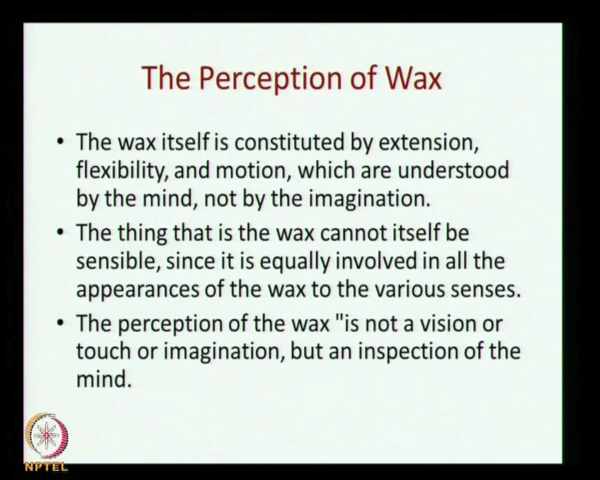 The Perception of Wax
• The wax itself is constituted by extension,
flexibility, and motion, which are understood
by the mind, not by the imagination.
• The thing that is the wax cannot itself be
sensible, since it is equally involved in all the
appearances of the wax to the various senses.
• The perception of the wax "is not a vision or
touch or imagination, but an inspection of the
mind.
NPTEL